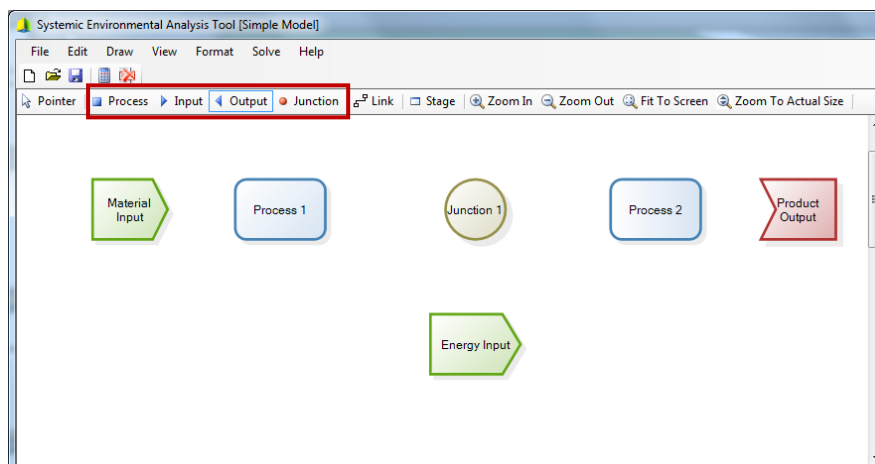 Systemic Environmental Analysis Tool [Simple Model]
File Edit Draw View Format Solve Help
Pointer Process Input Output Junction Link Stage Zoom In Zoom Out Fit To Screen Zoom To Actual Size
Material
Input
Process 1
Junction 1
Process 2
Product
Output
Energy Input